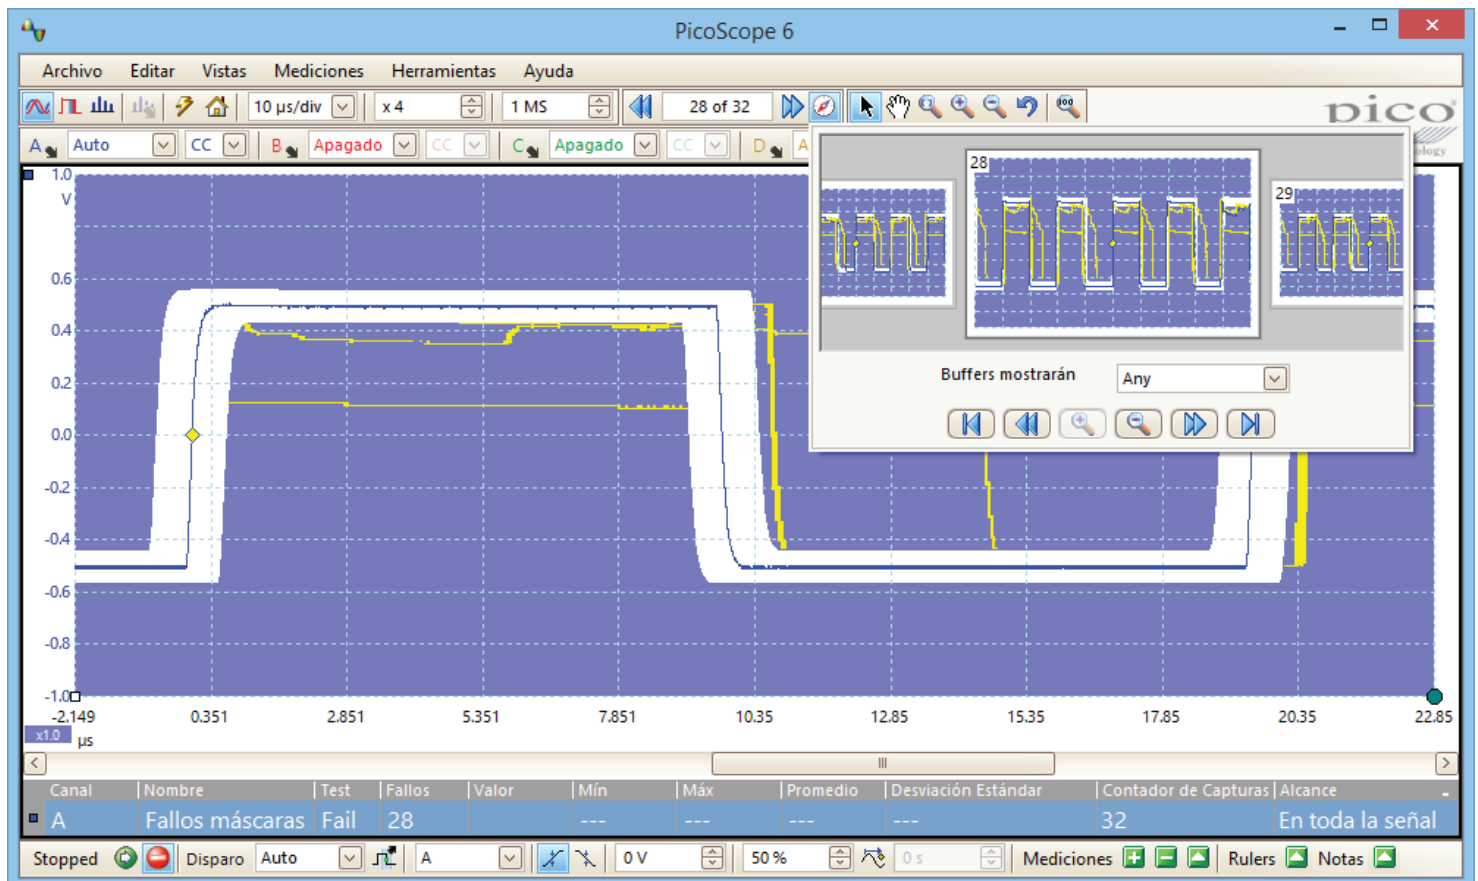 PicoScope 6
Archivo Editar Vistas Mediciones Herramientas Ayuda
10 µs/div x 4 1 MS 28 of 32
pico
A Auto CC B Apagado CC C Apagado CC D A
ology
28
29
Buffers mostrarán Any
1.0
V
0.6
0.4
0.2
0.0
-0.2
-0.4
-0.6
-0.8
-1.0
-2.149 0.351 2.851 5.351 7.851 10.35 12.85 15.35 17.85 20.35 22.85
x1.0 µs
Canal Nombre Test Fallos Valor Mín Máx Promedio Desviación Estándar Contador de Capturas Alcance
A Fallos máscaras Fail 28 --- --- --- --- 32 En toda la señal
Stopped Disparo Auto A 0 V 50 % 0 s Mediciones Rulers Notas